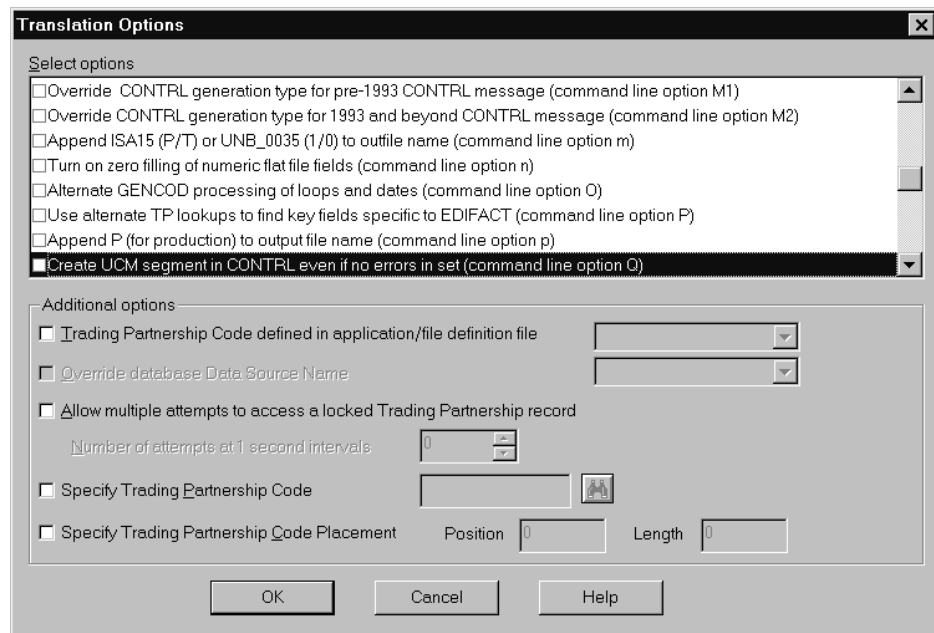 Translation Options
Select options
Override  CONTRL generation type for pre-1993 CONTRL message (command line option M1)
Override CONTRL generation type for 1993 and beyond CONTRL message (command line option M2)
Append ISA15 (P/T) or UNB_0035 (1/0) to outfile name (command line option m)
Turn on zero filling of numeric flat file fields (command line option n)
Alternate GENCOD processing of loops and dates (command line option O)
Use alternate TP lookups to find key fields specific to EDIFACT (command line option P)
Append P (for production) to output file name (command line option p)
Create UCM segment in CONTRL even if no errors in set (command line option Q)
Additional options
Trading Partnership Code defined in application/file definition file
Override database Data Source Name
Allow multiple attempts to access a locked Trading Partnership record
Number of attempts at 1 second intervals 0
Specify Trading Partnership Code
Specify Trading Partnership Code Placement Position 0 Length 0
OK Cancel Help